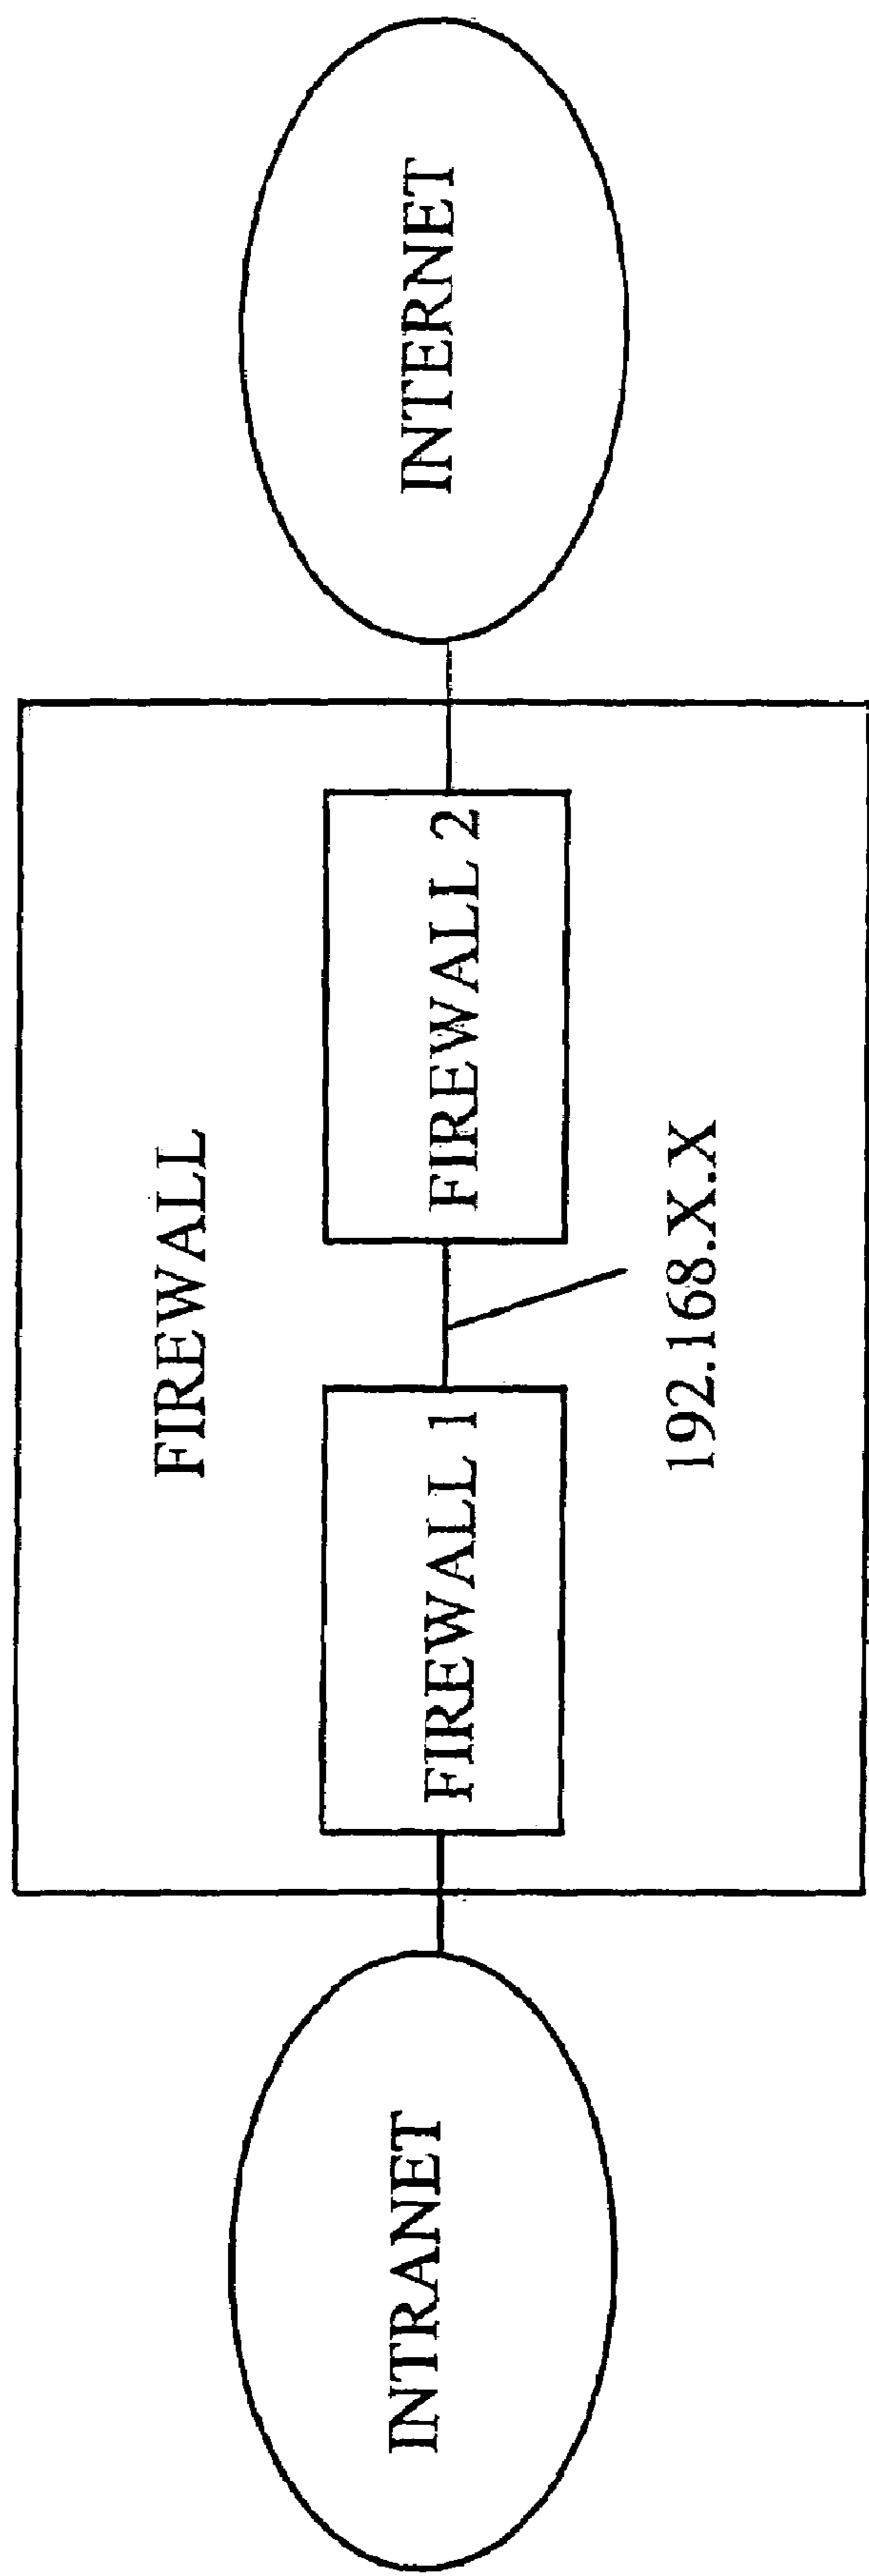 FIREWALL
INTRANET
FIREWALL 1
FIREWALL 2
INTERNET
192.168.X.X